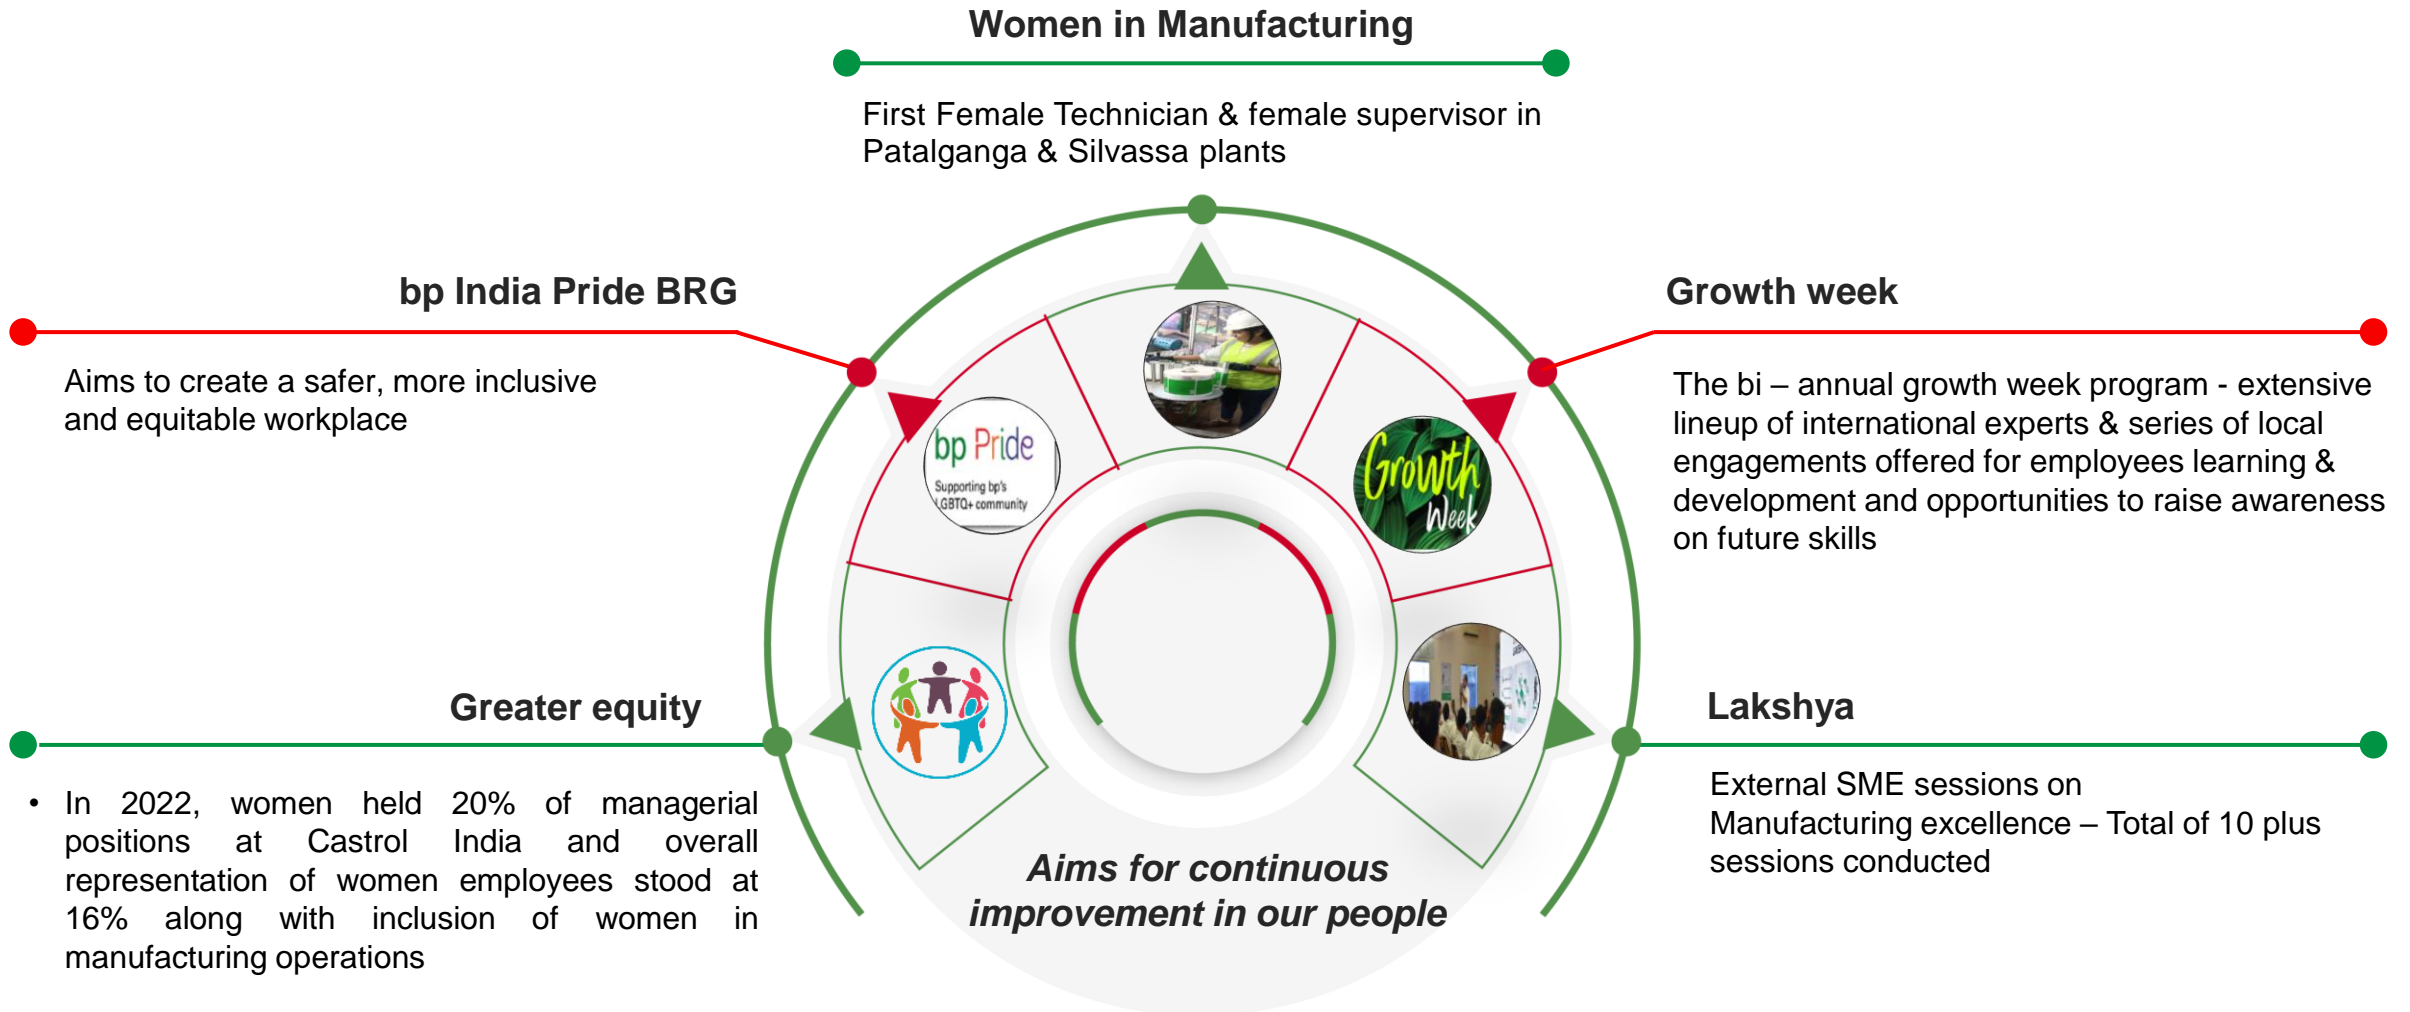 Women in Manufacturing
First Female Technician & female supervisor in
Patalganga & Silvassa plants
bp India Pride BRG
Aims to create a safer, more inclusive
and equitable workplace
Growth week
The bi – annual growth week program - extensive
lineup of international experts & series of local
engagements offered for employees learning &
development and opportunities to raise awareness
on future skills
bp Pride
Supporting bp's
LGBTQ+ community
Growth
Week
Greater equity
• In 2022, women held 20% of managerial
positions at Castrol India and overall
representation of women employees stood at
16% along with inclusion of women in
manufacturing operations
Lakshya
External SME sessions on
Manufacturing excellence – Total of 10 plus
sessions conducted
Aims for continuous
improvement in our people